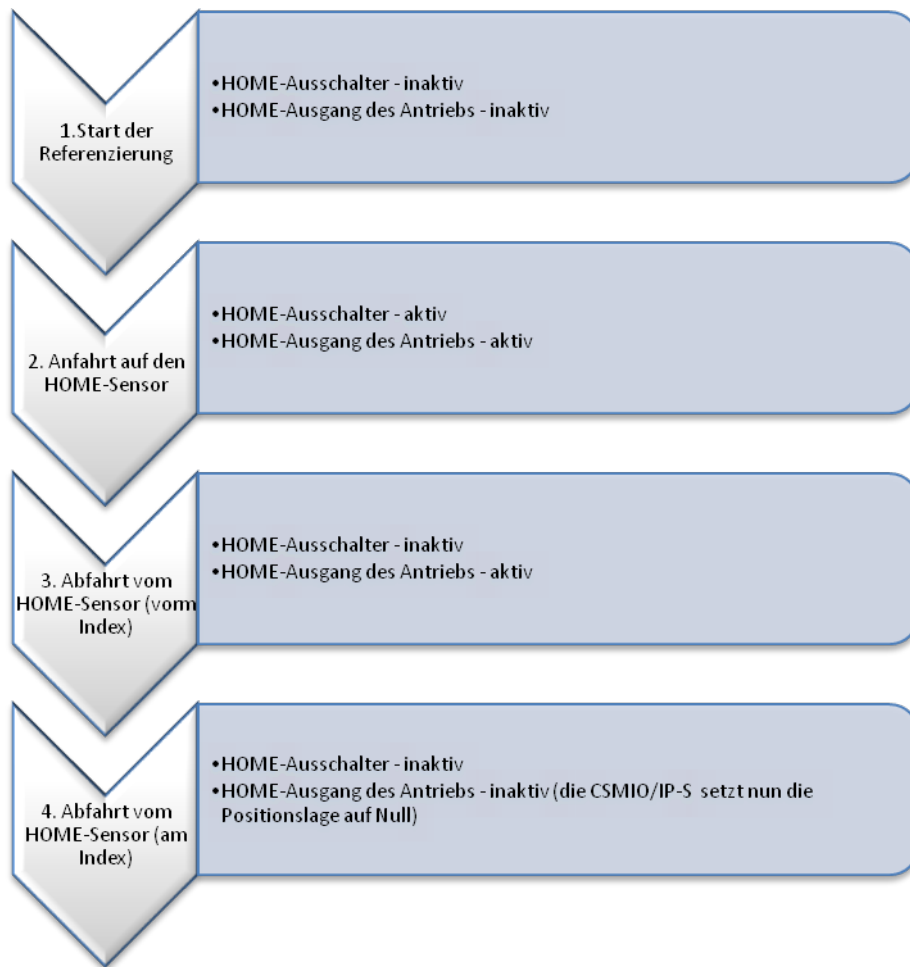 1.Start der
Referenzierung
•HOME-Ausschalter - inaktiv
•HOME-Ausgang des Antriebs - inaktiv
2. Anfahrt auf den
HOME-Sensor
•HOME-Ausschalter - aktiv
•HOME-Ausgang des Antriebs - aktiv
3. Abfahrt vom
HOME-Sensor (vorm
Index)
•HOME-Ausschalter - inaktiv
•HOME-Ausgang des Antriebs - aktiv
4. Abfahrt vom
HOME-Sensor (am
Index)
•HOME-Ausschalter - inaktiv
•HOME-Ausgang des Antriebs - inaktiv (die CSMIO/IP-S setzt nun die
Positionslage auf Null)